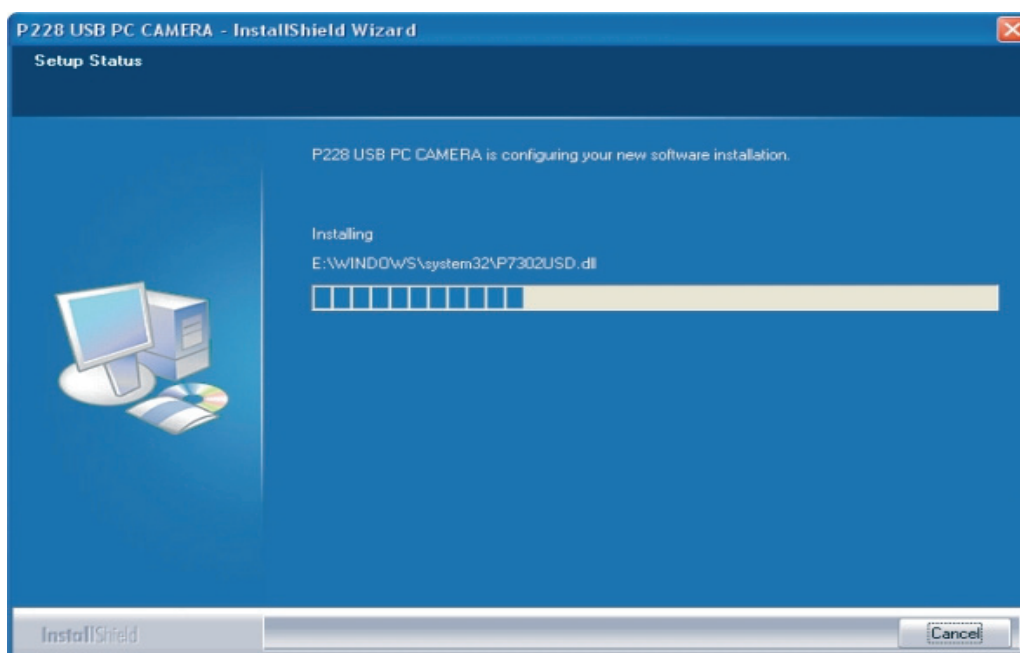 P228 USB PC CAMERA - InstallShield Wizard
Setup Status
P228 USB PC CAMERA is configuring your new software installation.
Installing
E:\WINDOWS\system32\P7302USD.dll
InstallShield
Cancel